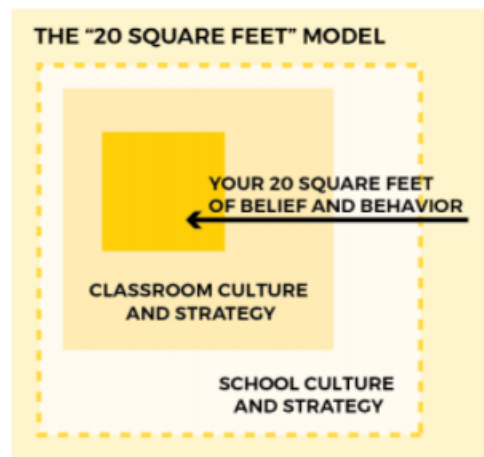 THE “20 SQUARE FEET” MODEL
YOUR 20 SQUARE FEET
OF BELIEF AND BEHAVIOR
CLASSROOM CULTURE
AND STRATEGY
SCHOOL CULTURE
AND STRATEGY